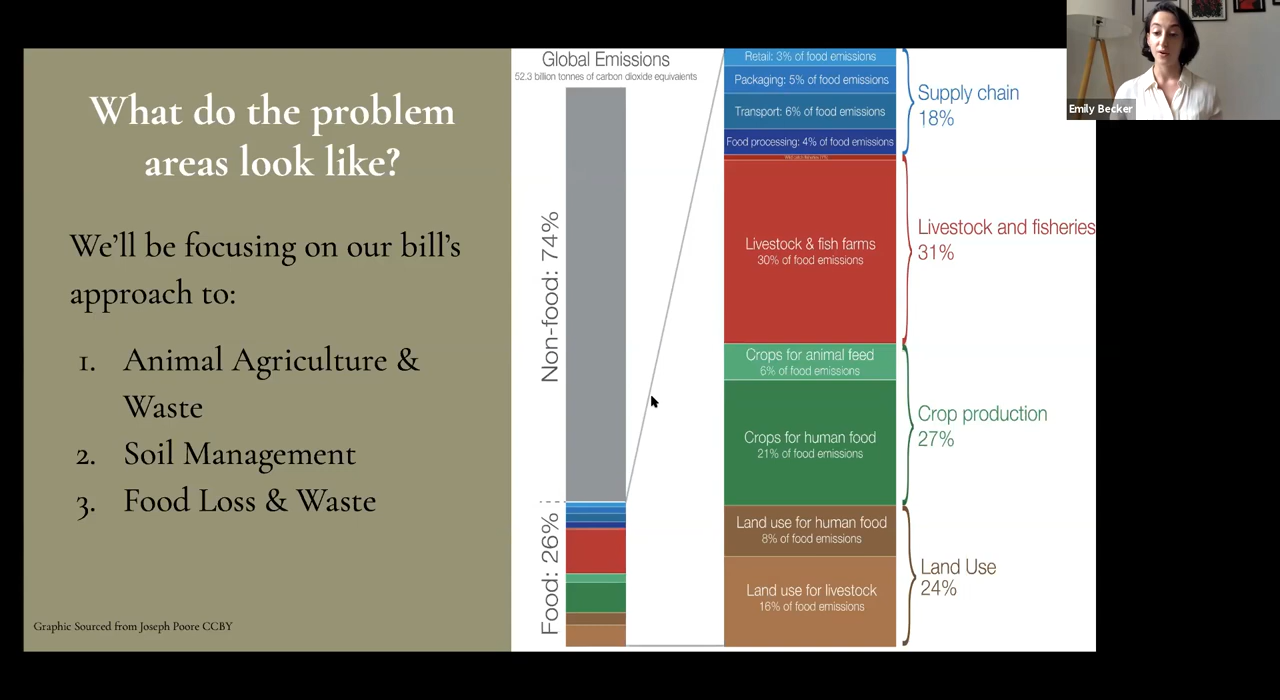 What do the problem
areas look like?
We'll be focusing on our bill's
approach to:
1. Animal Agriculture &
Waste
2. Soil Management
3. Food Loss & Waste
Graphic Sourced from Joseph Poore CCBY
Global Emissions
52.3 billion tonnes of carbon dioxide equivalents
Non-food: 74%
Food: 26%
Retail: 3% of food emissions
Packaging: 5% of food emissions
Transport: 6% of food emissions
Food processing: 4% of food emissions
Livestock & fish farms
30% of food emissions
Crops for animal feed
6% of food emissions
Crops for human food
21% of food emissions
Land use for human food
8% of food emissions
Land use for livestock
16% of food emissions
Supply chain
18%
Livestock and fisheries
31%
Crop production
27%
Land Use
24%
Emily Becker